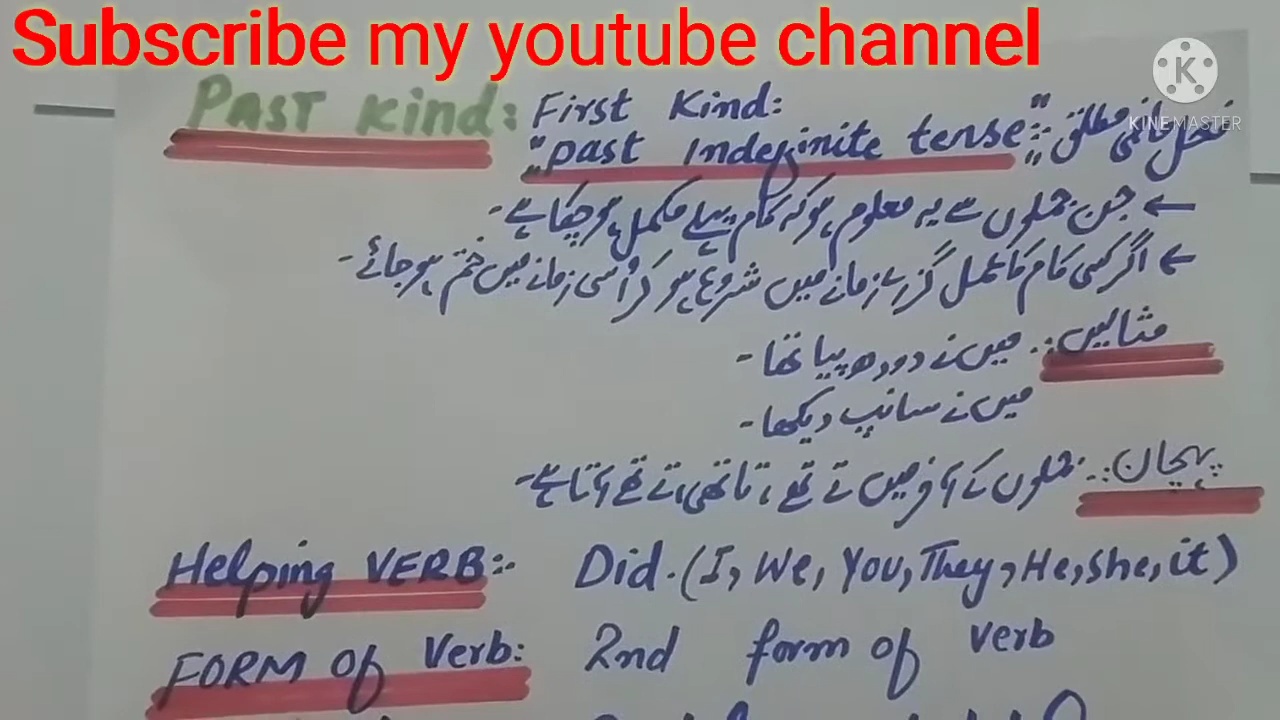 Subscribe my youtube channel
KINEMASTER
PAST Kind: First Kind:
"Past Indefinite tense:" فعل ماضی مطلق
← جن جملوں سے یہ معلوم ہو کہ کام پہلے مکمل ہو چکا ہے-
← اگر کسی کام کا عمل گزرے زمانے میں شروع ہو کر اسی زمانے میں ختم ہو جائے-
مثالیں:. میں نے دودھ پیا تھا-
میں نے سانپ دیکھا-
پہچان:. جملوں کے آخر میں تے تھے، تا تھی، تے تھے آتا ہے-
Helping VERB:- Did.(I, We, You, They, He, she, it)
FORM of Verb: 2nd form of verb